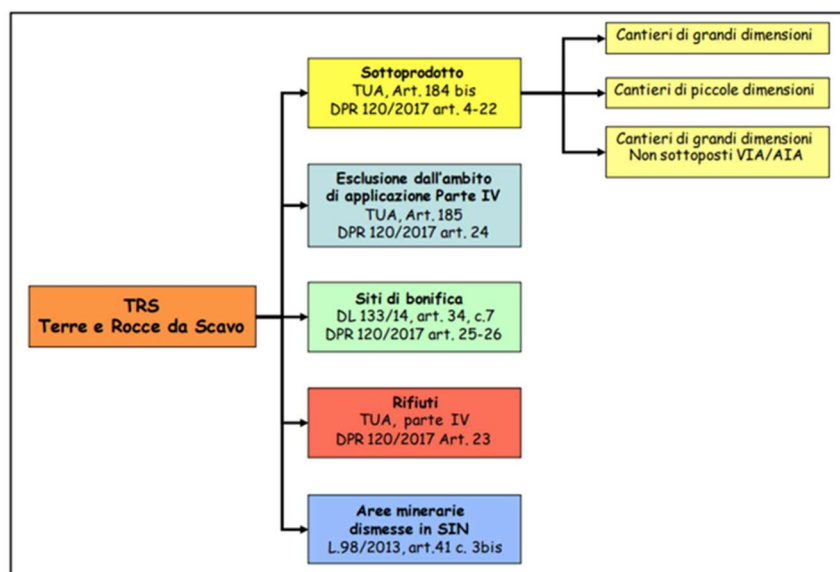 Sottoprodotto
TUA, Art. 184 bis
DPR 120/2017 art. 4-22
Cantieri di grandi dimensioni
Cantieri di piccole dimensioni
Cantieri di grandi dimensioni
Non sottoposti VIA/AIA
Esclusione dall'ambito
di applicazione Parte IV
TUA, Art. 185
DPR 120/2017 art. 24
TRS
Terre e Rocce da Scavo
Siti di bonifica
DL 133/14, art. 34, c.7
DPR 120/2017 art. 25-26
Rifiuti
TUA, parte IV
DPR 120/2017 Art. 23
Aree minerarie
dismesse in SIN
L.98/2013, art.41 c. 3bis